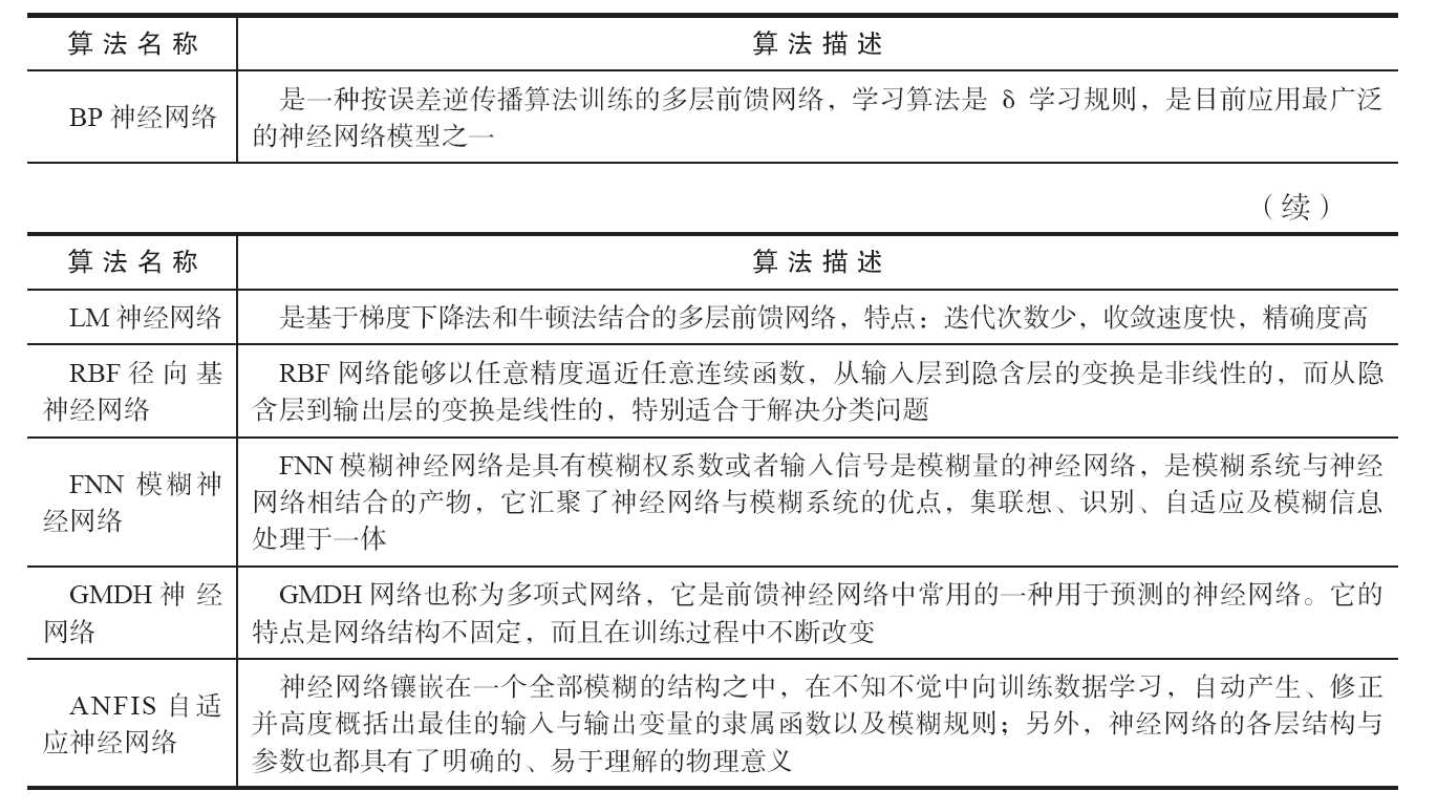 算法名称 算法描述
BP 神经网络
是一种按误差逆传播算法训练的多层前馈网络，学习算法是 δ 学习规则，是目前应用最广泛
的神经网络模型之一
（续）
算法名称 算法描述
LM 神经网络
是基于梯度下降法和牛顿法结合的多层前馈网络，特点：迭代次数少，收敛速度快，精确度高
RBF 径向基
神经网络
RBF 网络能够以任意精度逼近任意连续函数，从输入层到隐含层的变换是非线性的，而从隐
含层到输出层的变换是线性的，特别适合于解决分类问题
FNN 模糊神
经网络
FNN 模糊神经网络是具有模糊权系数或者输入信号是模糊量的神经网络，是模糊系统与神经
网络相结合的产物，它汇聚了神经网络与模糊系统的优点，集联想、识别、自适应及模糊信息
处理于一体
GMDH 神经
网络
GMDH 网络也称为多项式网络，它是前馈神经网络中常用的一种用于预测的神经网络。它的
特点是网络结构不固定，而且在训练过程中不断改变
ANFIS 自适
应神经网络
神经网络镶嵌在一个全部模糊的结构之中，在不知不觉中向训练数据学习，自动产生、修正
并高度概括出最佳的输入与输出变量的隶属函数以及模糊规则；另外，神经网络的各层结构与
参数也都具有了明确的、易于理解的物理意义